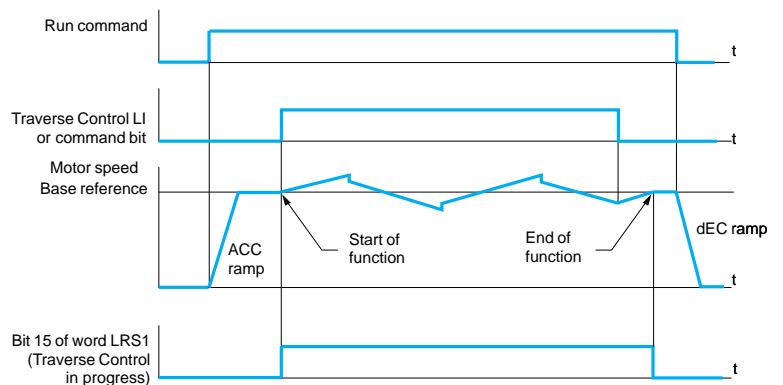 Run command
t
Traverse Control LI
or command bit
t
Motor speed
Base reference
ACC
ramp
Start of
function
End of
function
dEC ramp
t
Bit 15 of word LRS1
(Traverse Control
in progress)
t